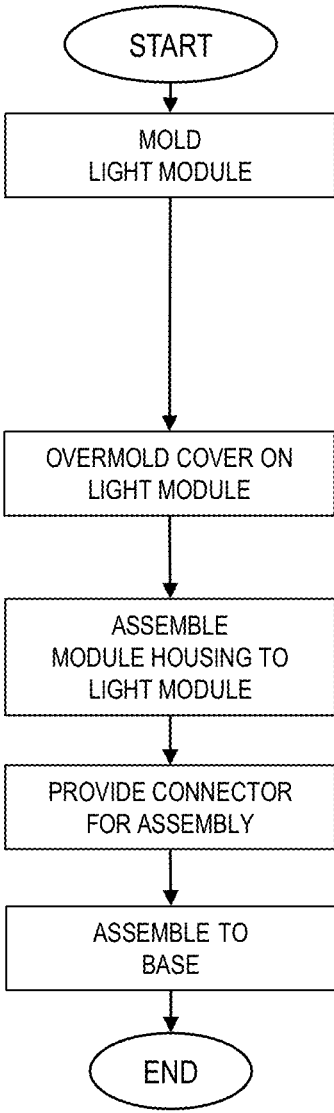 START
MOLD
LIGHT MODULE
OVERMOLD COVER ON
LIGHT MODULE
ASSEMBLE
MODULE HOUSING TO
LIGHT MODULE
PROVIDE CONNECTOR
FOR ASSEMBLY
ASSEMBLE TO
BASE
END